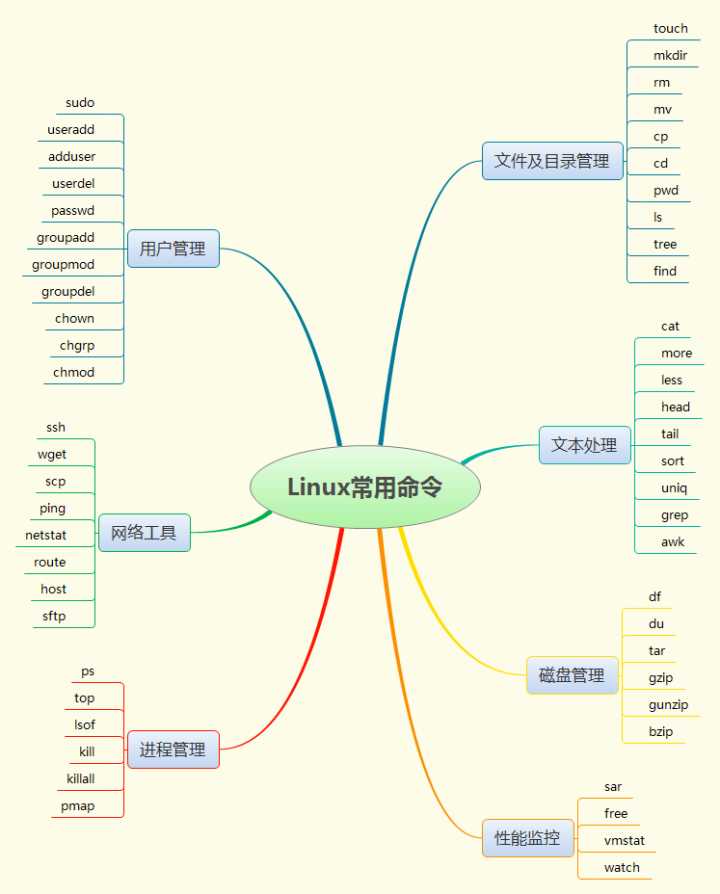 Linux常用命令
文件及目录管理
touch
mkdir
rm
mv
cp
cd
pwd
ls
tree
find
文本处理
cat
more
less
head
tail
sort
uniq
grep
awk
磁盘管理
df
du
tar
gzip
gunzip
bzip
性能监控
sar
free
vmstat
watch
用户管理
sudo
useradd
adduser
userdel
passwd
groupadd
groupmod
groupdel
chown
chgrp
chmod
网络工具
ssh
wget
scp
ping
netstat
route
host
sftp
进程管理
ps
top
lsof
kill
killall
pmap